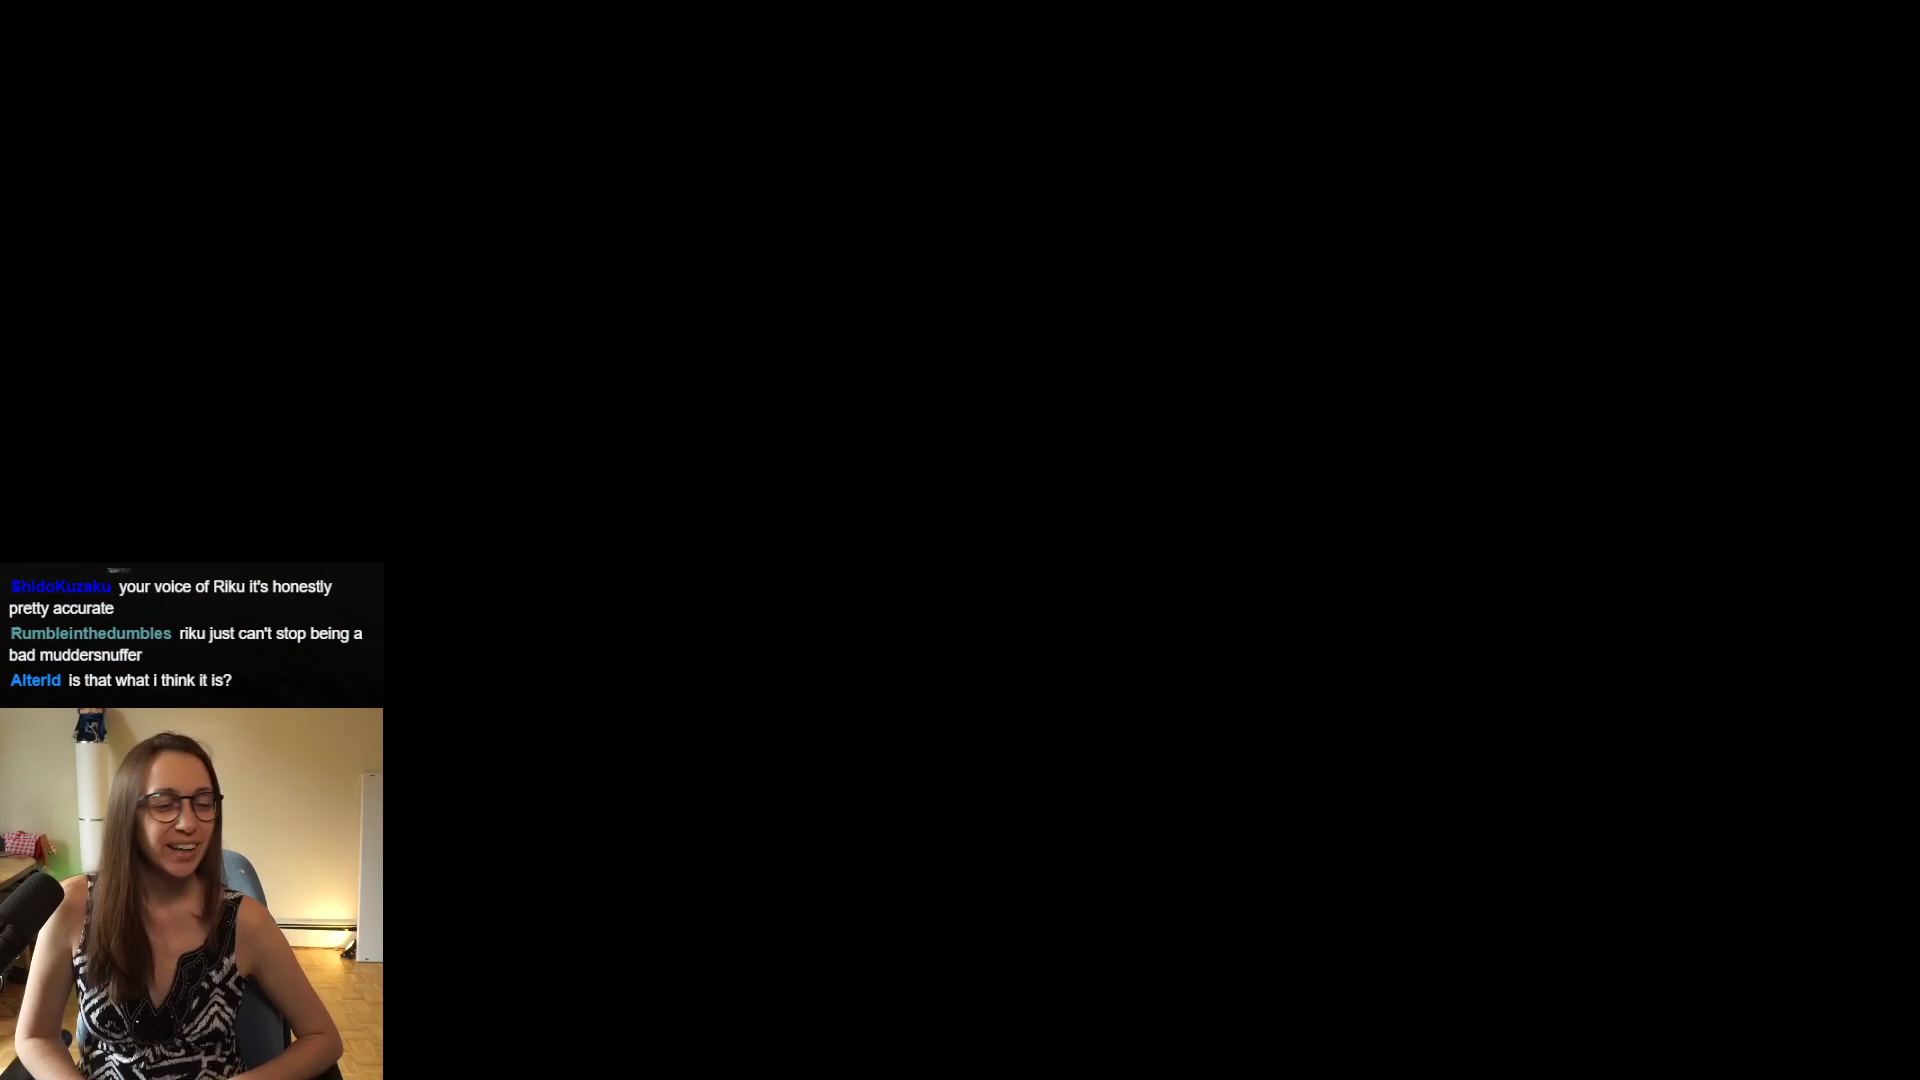 ShidoKuzaku your voice of Riku it's honestly
pretty accurate
Rumbleinthedumbles riku just can't stop being a
bad muddersnuffer
AlterId is that what i think it is?